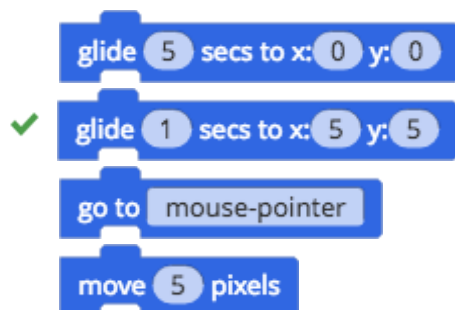 glide 5 secs to x: 0 y: 0
glide 1 secs to x: 5 y: 5
go to mouse-pointer
move 5 pixels